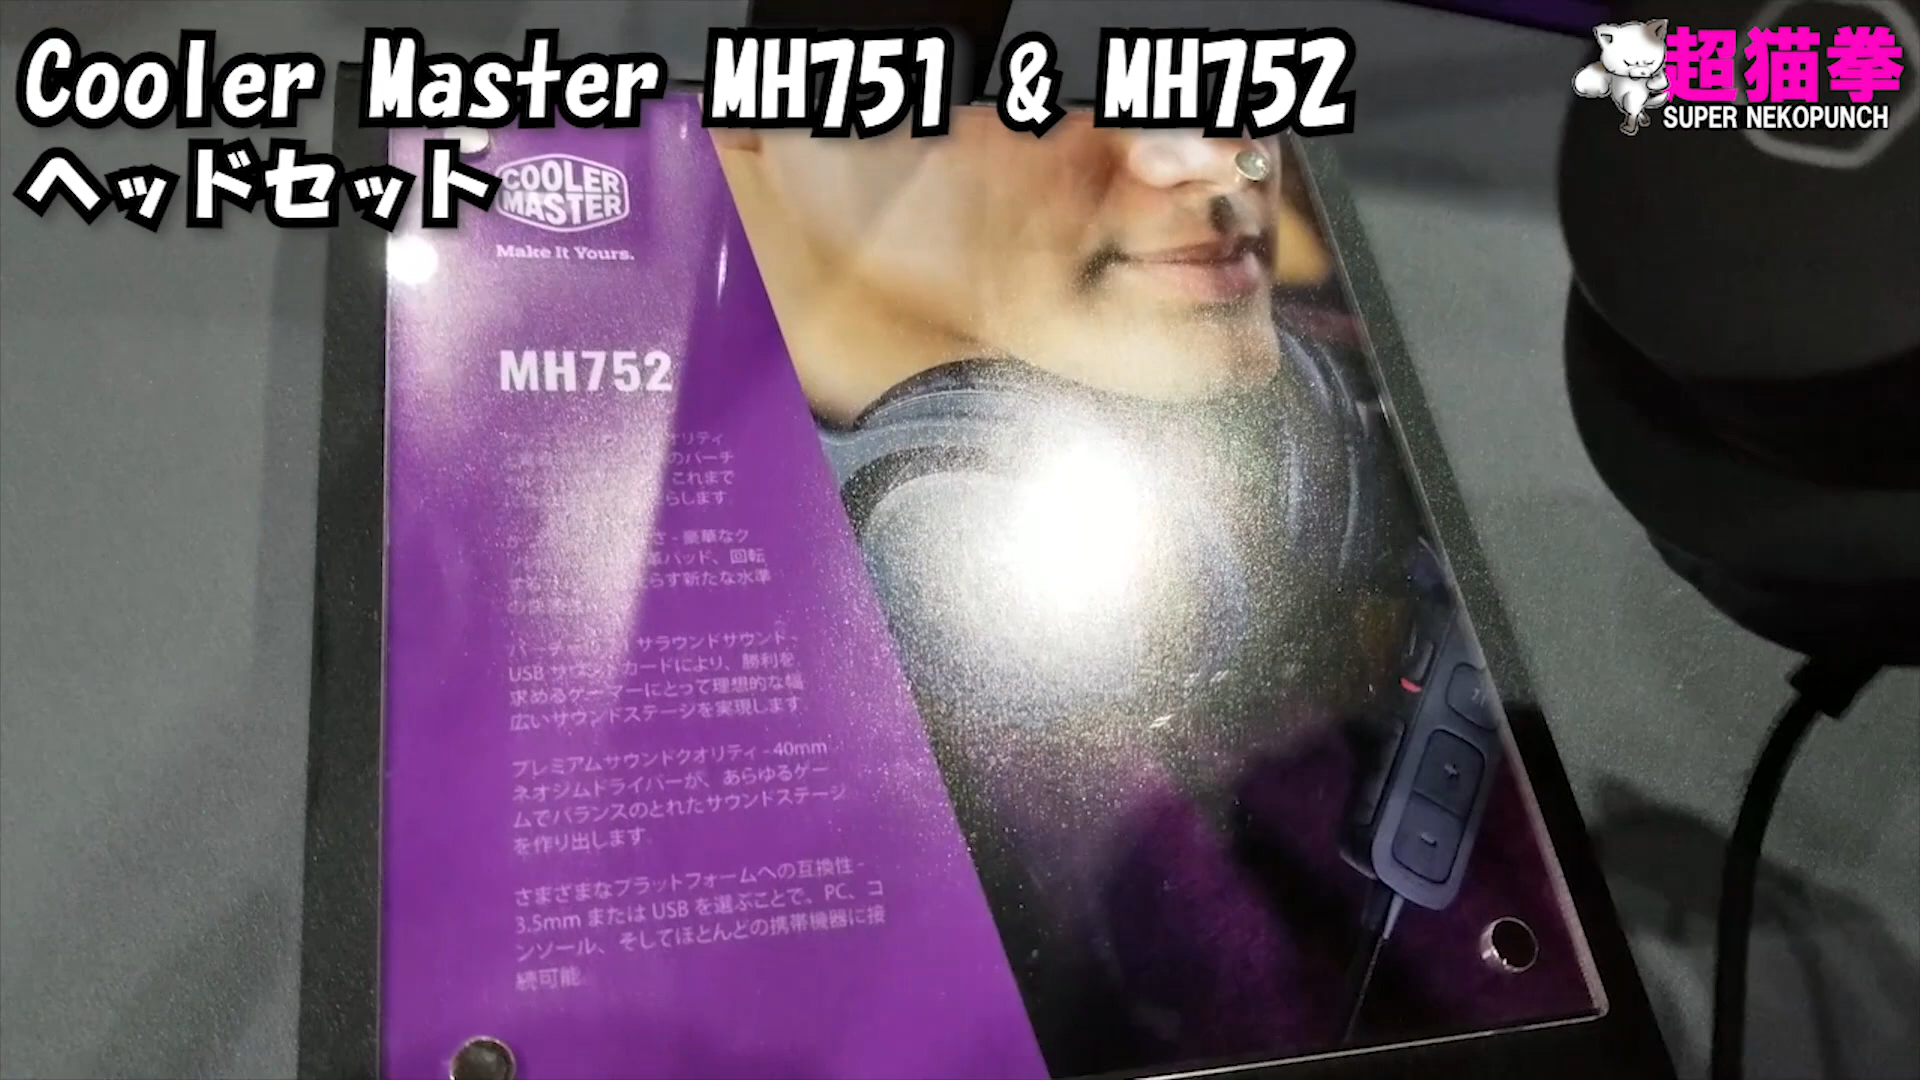 Cooler Master MH751 & MH752
ヘッドセット
超猫拳
SUPER NEKOPUNCH
COOLER
MASTER
Make It Yours.
MH752
オリティ
のバーチ
これまで
らします
さ - 豪華なク
革パッド、回転
らす新たな水準
の
サラウンドサウンド -
USB サウンドカードにより、勝利を
求めるゲーマーにとって理想的な幅
広いサウンドステージを実現します
プレミアムサウンドクオリティ - 40mm
ネオジムドライバーが、あらゆるゲー
ムでバランスのとれたサウンドステージ
を作り出します
さまざまなプラットフォームへの互換性 -
3.5mm または USB を選ぶことで、PC、コ
ンソール、そしてほとんどの携帯機器に接
続可能
+
-